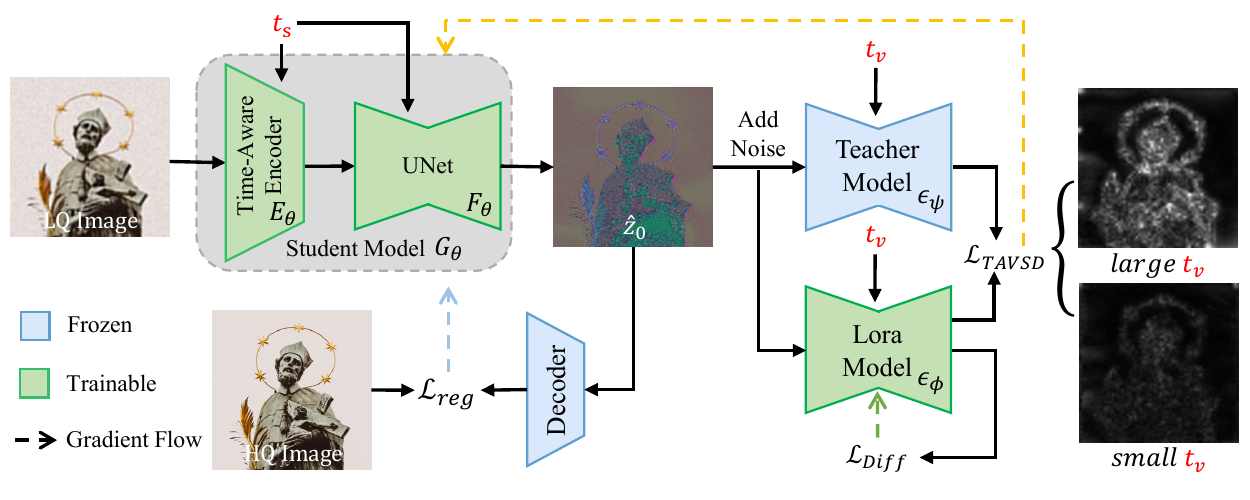 t_s
LQ Image
Time-Aware
Encoder
E_θ
UNet
F_θ
Student Model G_θ
ẑ_0
Add
Noise
t_v
Teacher
Model
ϵ_ψ
t_v
Lora
Model
ϵ_ϕ
ℒ_TAVSD
large t_v
small t_v
ℒ_Diff
Frozen
Trainable
Gradient Flow
HQ Image
ℒ_reg
Decoder